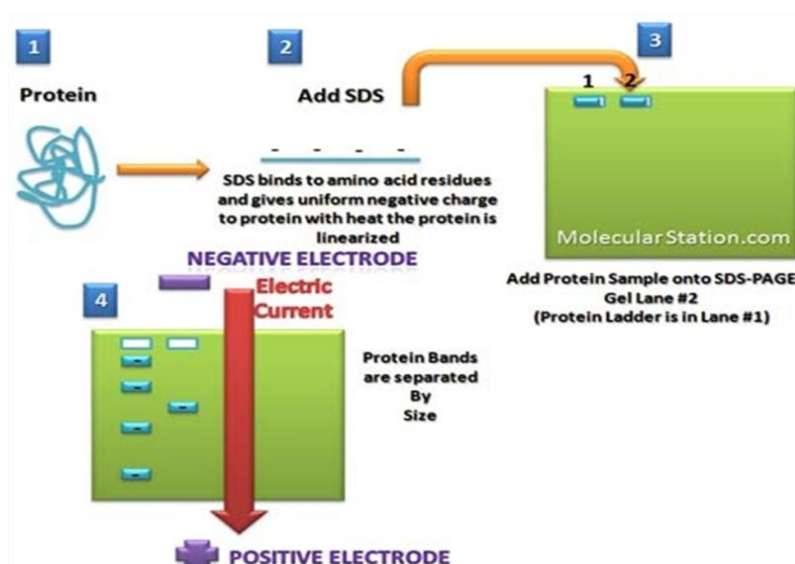 1
Protein
2
Add SDS
- - - -
SDS binds to amino acid residues
and gives uniform negative charge
to protein with heat the protein is
linearized
3
1 2
MolecularStation.com
Add Protein Sample onto SDS-PAGE
Gel Lane #2
(Protein Ladder is in Lane #1)
NEGATIVE ELECTRODE
4
Electric
Current
Protein Bands
are separated
By
Size
POSITIVE ELECTRODE